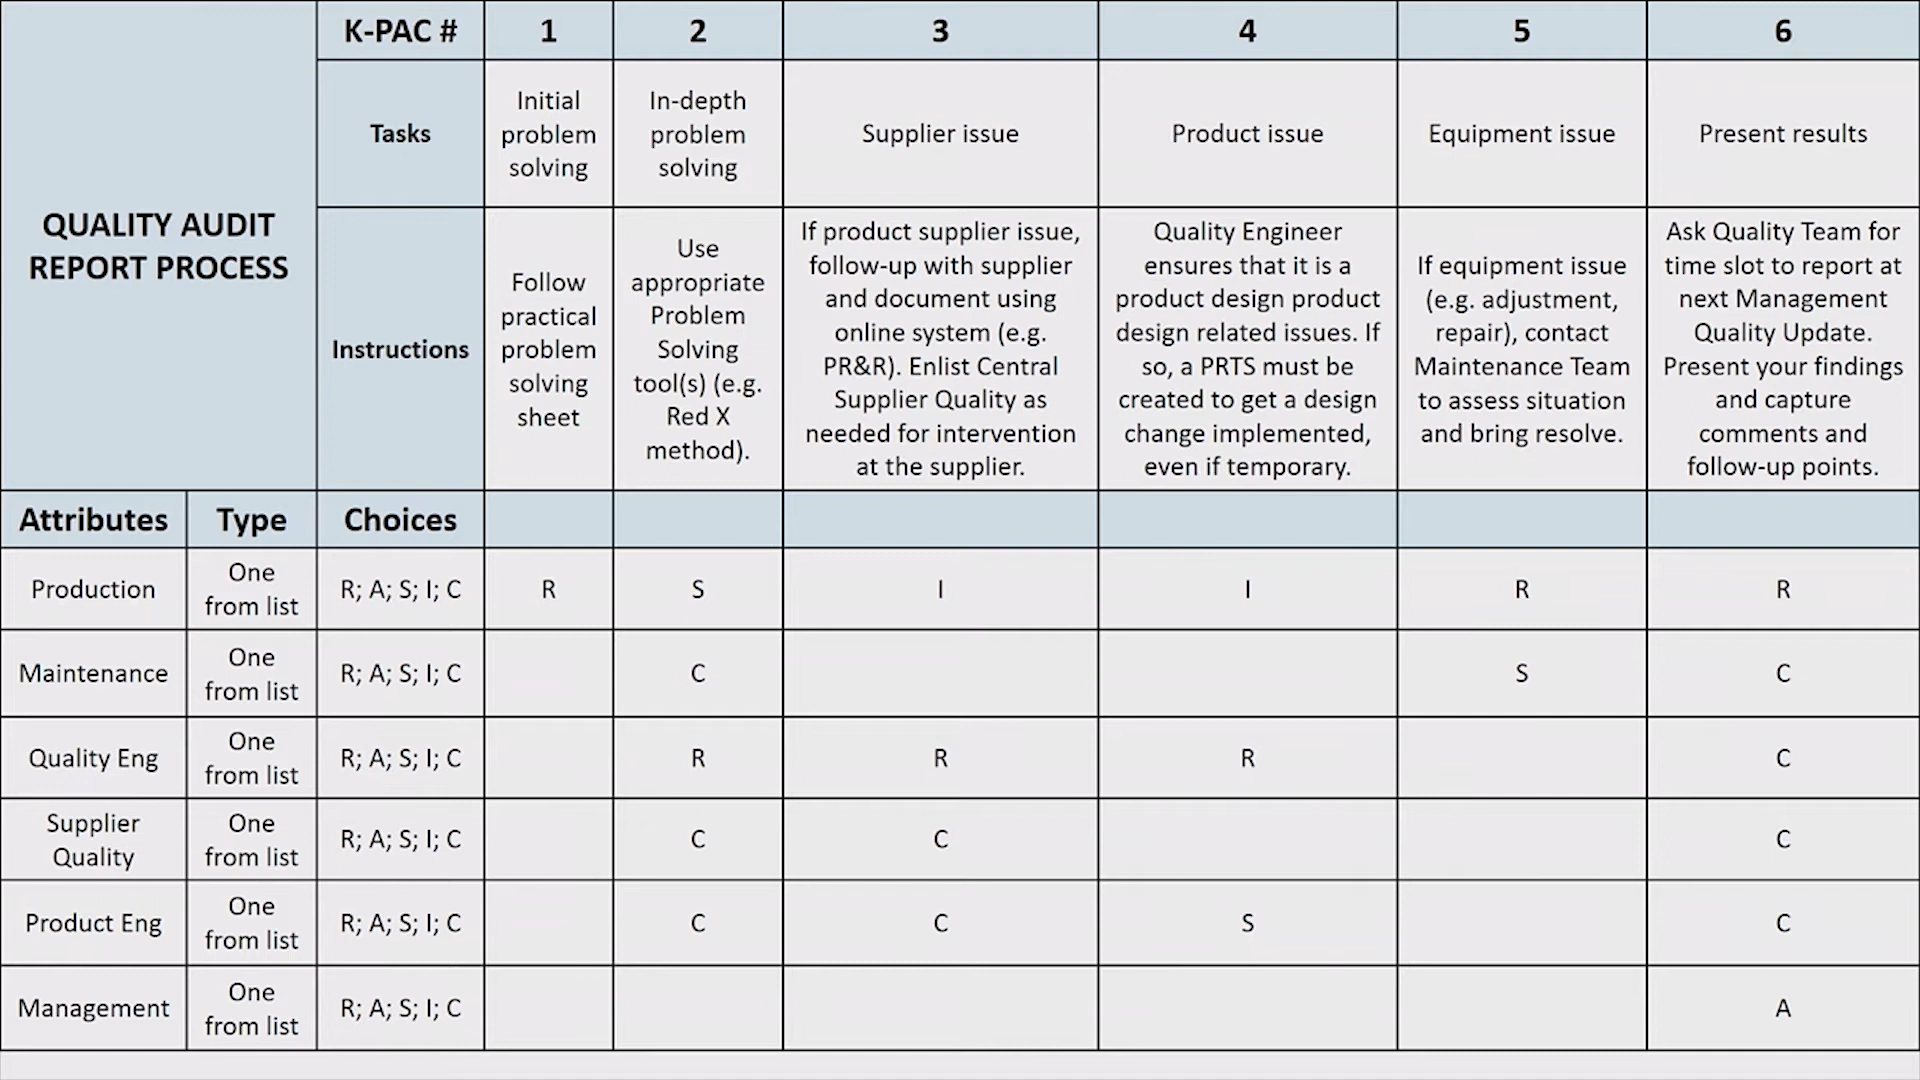 QUALITY AUDIT
REPORT PROCESS
K-PAC # 1 2 3 4 5 6
Tasks
Initial
problem
solving
In-depth
problem
solving
Supplier issue
Product issue
Equipment issue
Present results
Instructions
Follow
practical
problem
solving
sheet
Use
appropriate
Problem
Solving
tool(s) (e.g.
Red X
method).
If product supplier issue,
follow-up with supplier
and document using
online system (e.g.
PR&R). Enlist Central
Supplier Quality as
needed for intervention
at the supplier.
Quality Engineer
ensures that it is a
product design product
design related issues. If
so, a PRTS must be
created to get a design
change implemented,
even if temporary.
If equipment issue
(e.g. adjustment,
repair), contact
Maintenance Team
to assess situation
and bring resolve.
Ask Quality Team for
time slot to report at
next Management
Quality Update.
Present your findings
and capture
comments and
follow-up points.
Attributes Type Choices
Production
One
from list
R; A; S; I; C R S I I R R
Maintenance
One
from list
R; A; S; I; C C S C
Quality Eng
One
from list
R; A; S; I; C R R R C
Supplier
Quality
One
from list
R; A; S; I; C C C C
Product Eng
One
from list
R; A; S; I; C C C S C
Management
One
from list
R; A; S; I; C A